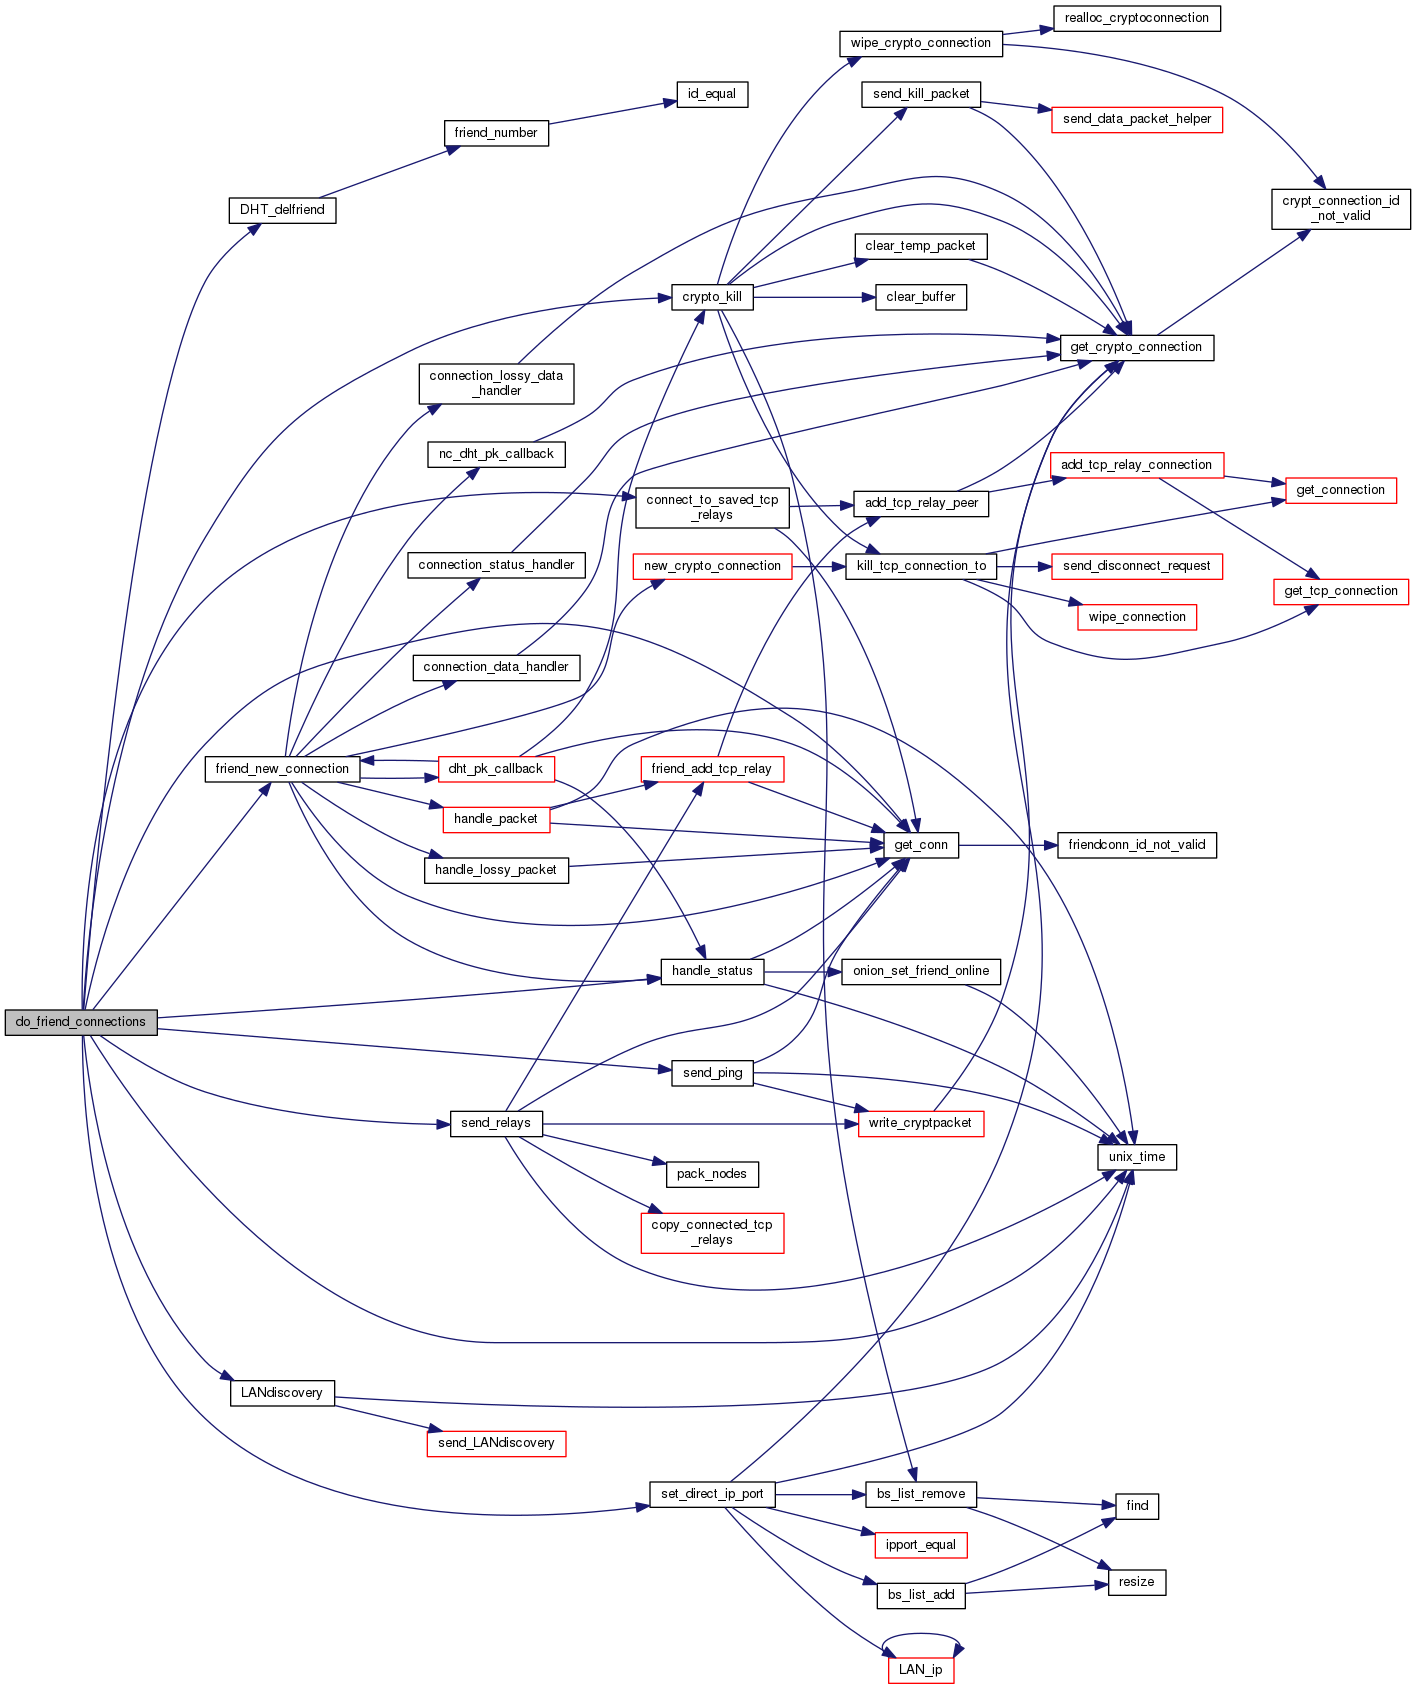 realloc_cryptoconnection
wipe_crypto_connection
id_equal
send_kill_packet
send_data_packet_helper
friend_number
DHT_delfriend
crypt_connection_id
_not_valid
clear_temp_packet
crypto_kill
clear_buffer
get_crypto_connection
connection_lossy_data
_handler
nc_dht_pk_callback
add_tcp_relay_connection
get_connection
connect_to_saved_tcp
_relays
add_tcp_relay_peer
connection_status_handler
new_crypto_connection
kill_tcp_connection_to
send_disconnect_request
get_tcp_connection
wipe_connection
connection_data_handler
friend_new_connection
dht_pk_callback
friend_add_tcp_relay
handle_packet
get_conn
friendconn_id_not_valid
handle_lossy_packet
handle_status
onion_set_friend_online
do_friend_connections
send_ping
send_relays
write_cryptpacket
unix_time
pack_nodes
copy_connected_tcp
_relays
LANdiscovery
send_LANdiscovery
set_direct_ip_port
bs_list_remove
find
ipport_equal
resize
bs_list_add
LAN_ip